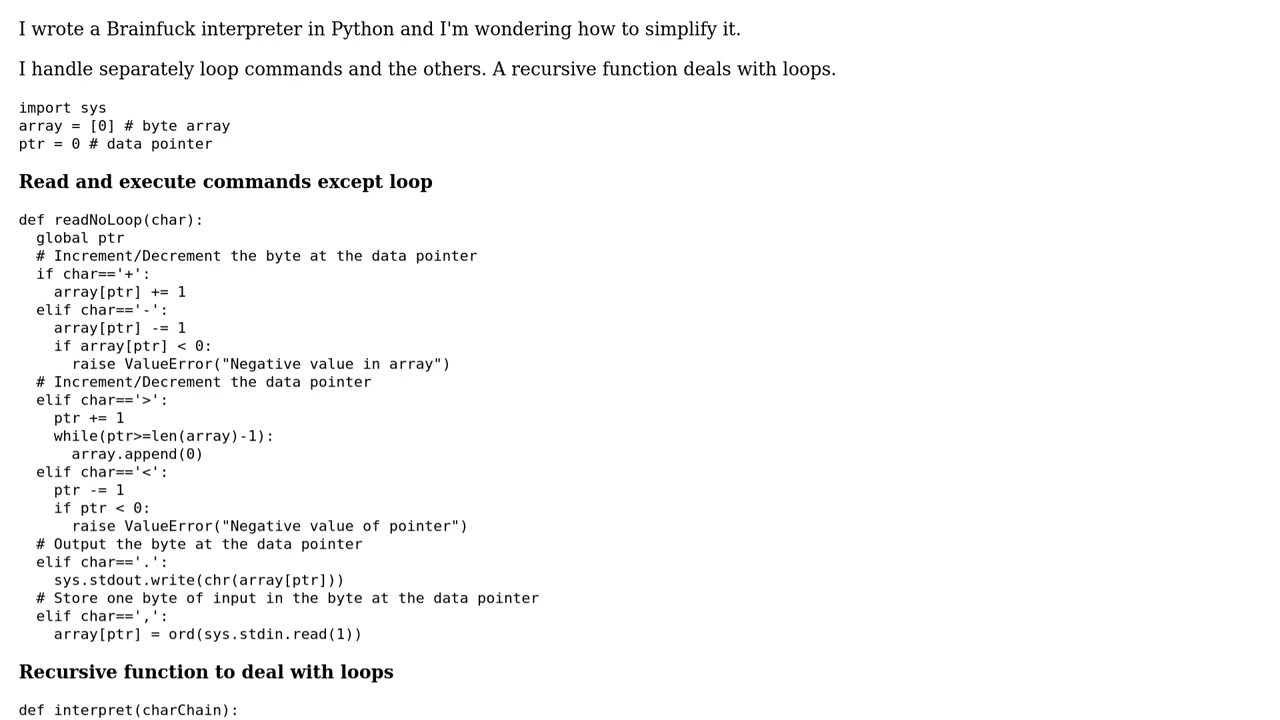 I wrote a Brainfuck interpreter in Python and I'm wondering how to simplify it.
I handle separately loop commands and the others. A recursive function deals with loops.
import sys
array = [0] # byte array
ptr = 0 # data pointer
Read and execute commands except loop
def readNoLoop(char):
  global ptr
  # Increment/Decrement the byte at the data pointer
  if char=='+':
    array[ptr] += 1
  elif char=='-':
    array[ptr] -= 1
    if array[ptr] < 0:
      raise ValueError("Negative value in array")
  # Increment/Decrement the data pointer
  elif char=='>':
    ptr += 1
    while(ptr>=len(array)-1):
      array.append(0)
  elif char=='<':
    ptr -= 1
    if ptr < 0:
      raise ValueError("Negative value of pointer")
  # Output the byte at the data pointer
  elif char=='.':
    sys.stdout.write(chr(array[ptr]))
  # Store one byte of input in the byte at the data pointer
  elif char==',':
    array[ptr] = ord(sys.stdin.read(1))
Recursive function to deal with loops
def interpret(charChain):